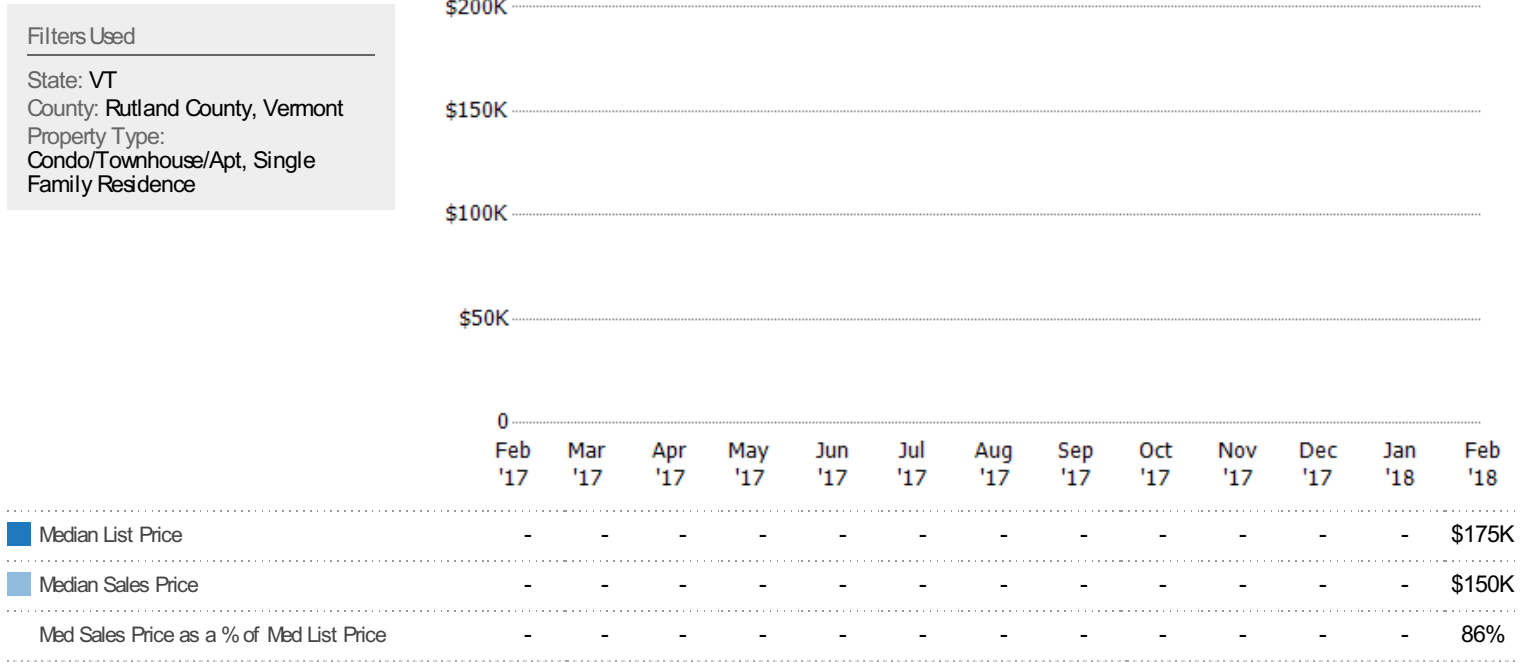 Filters Used
State: VT
County: Rutland County, Vermont
Property Type:
Condo/Townhouse/Apt, Single
Family Residence
$200K
$150K
$100K
$50K
0
Feb Mar Apr May Jun Jul Aug Sep Oct Nov Dec Jan Feb
'17 '17 '17 '17 '17 '17 '17 '17 '17 '17 '17 '18 '18
Median List Price - - - - - - - - - - - - $175K
Median Sales Price - - - - - - - - - - - - $150K
Med Sales Price as a % of Med List Price - - - - - - - - - - - - 86%